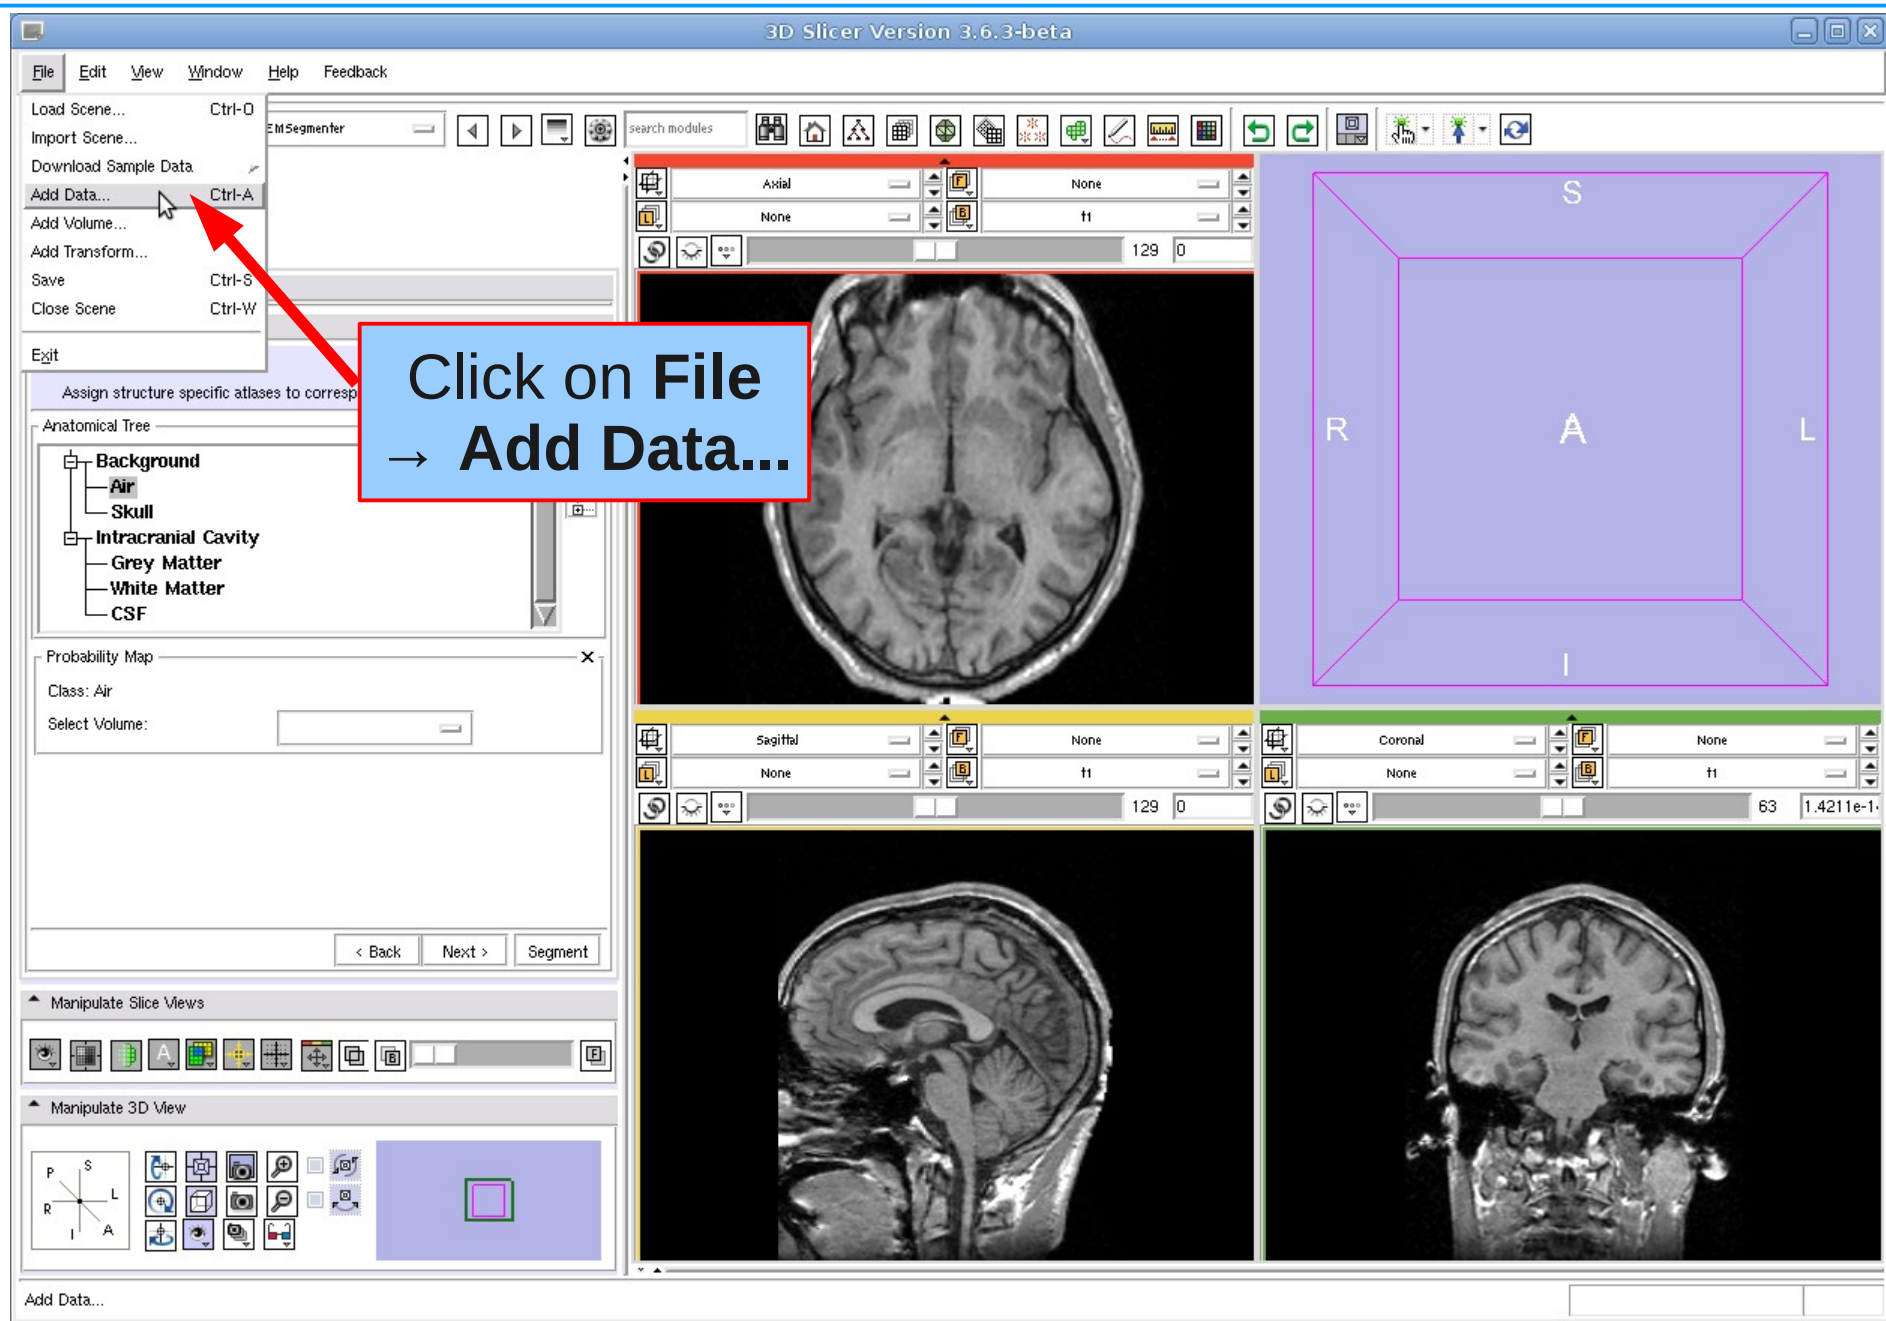 3D Slicer Version 3.6.3-beta
File Edit View Window Help Feedback
Load Scene... Ctrl-O
Import Scene...
Download Sample Data
Add Data... Ctrl-A
Add Volume...
Add Transform...
Save Ctrl-S
Close Scene Ctrl-W
Exit
EMSegmenter
search modules
Click on File
→ Add Data...
Assign structure specific atlases to corresp
Anatomical Tree
Background
Air
Skull
Intracranial Cavity
Grey Matter
White Matter
CSF
Probability Map
Class: Air
Select Volume:
< Back Next > Segment
Manipulate Slice Views
A B F
Manipulate 3D View
P S
R L
I A
Axial F None
L None B t1
129 0
S
R A L
I
Sagittal F None
L None B t1
129 0
Coronal F None
L None B t1
63 1.4211e-1
Add Data...